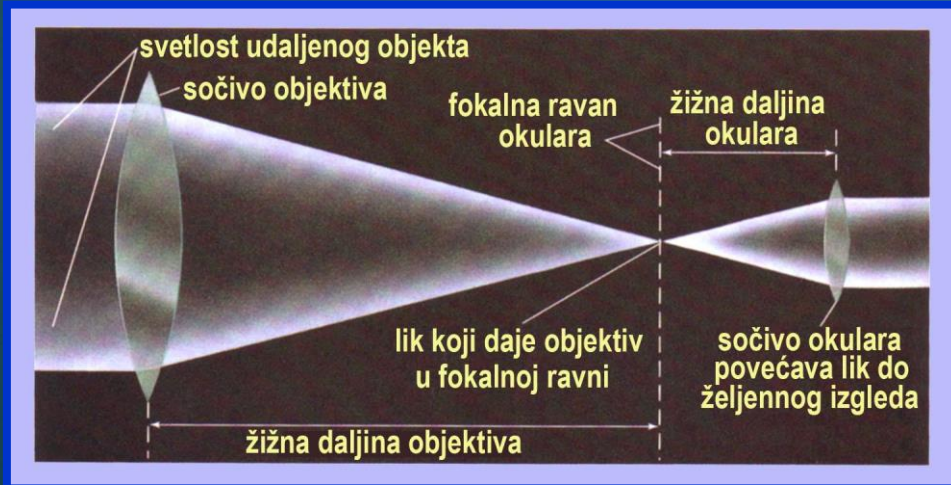 svetlost udaljenog objekta
sočivo objektiva
fokalna ravan
okulara
žižna daljina
okulara
lik koji daje objektiv
u fokalnoj ravni
sočivo okulara
povećava lik do
željennog izgleda
žižna daljina objektiva